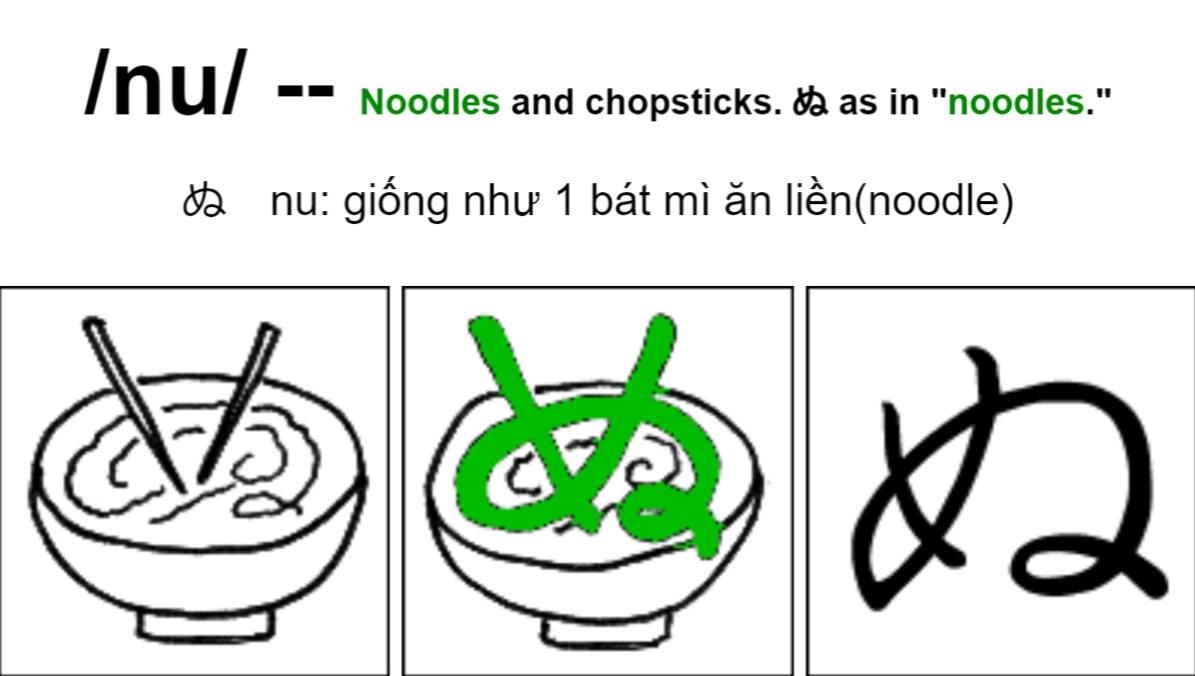 /nu/ -- Noodles and chopsticks. ぬ as in "noodles."
ぬ nu: giống như 1 bát mì ăn liền(noodle)
ぬ ぬ